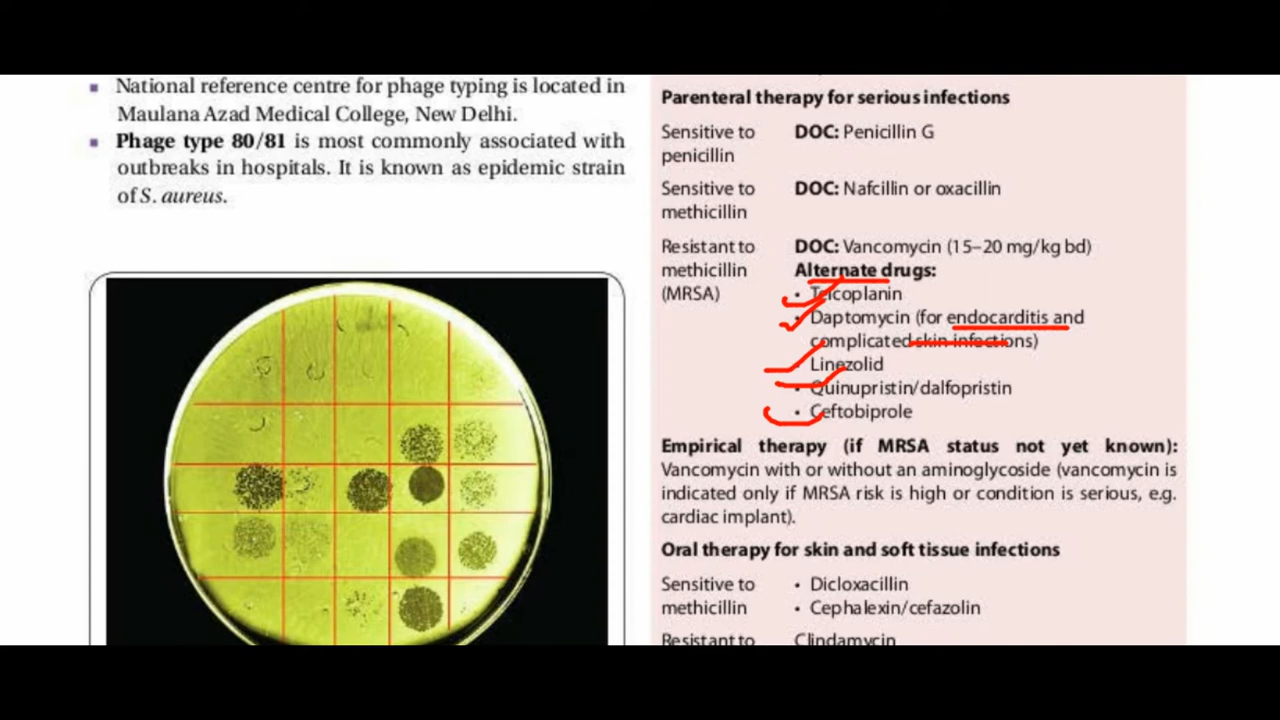 National reference centre for phage typing is located in
Maulana Azad Medical College, New Delhi.
Phage type 80/81 is most commonly associated with
outbreaks in hospitals. It is known as epidemic strain
of S. aureus.
Parenteral therapy for serious infections
Sensitive to penicillin DOC: Penicillin G
Sensitive to methicillin DOC: Nafcillin or oxacillin
Resistant to methicillin (MRSA) DOC: Vancomycin (15–20 mg/kg bd)
Alternate drugs:
• Teicoplanin
• Daptomycin (for endocarditis and
complicated skin infections)
• Linezolid
• Quinupristin/dalfopristin
• Ceftobiprole
Empirical therapy (if MRSA status not yet known):
Vancomycin with or without an aminoglycoside (vancomycin is
indicated only if MRSA risk is high or condition is serious, e.g.
cardiac implant).
Oral therapy for skin and soft tissue infections
Sensitive to • Dicloxacillin
methicillin • Cephalexin/cefazolin
Resistant to Clindamycin